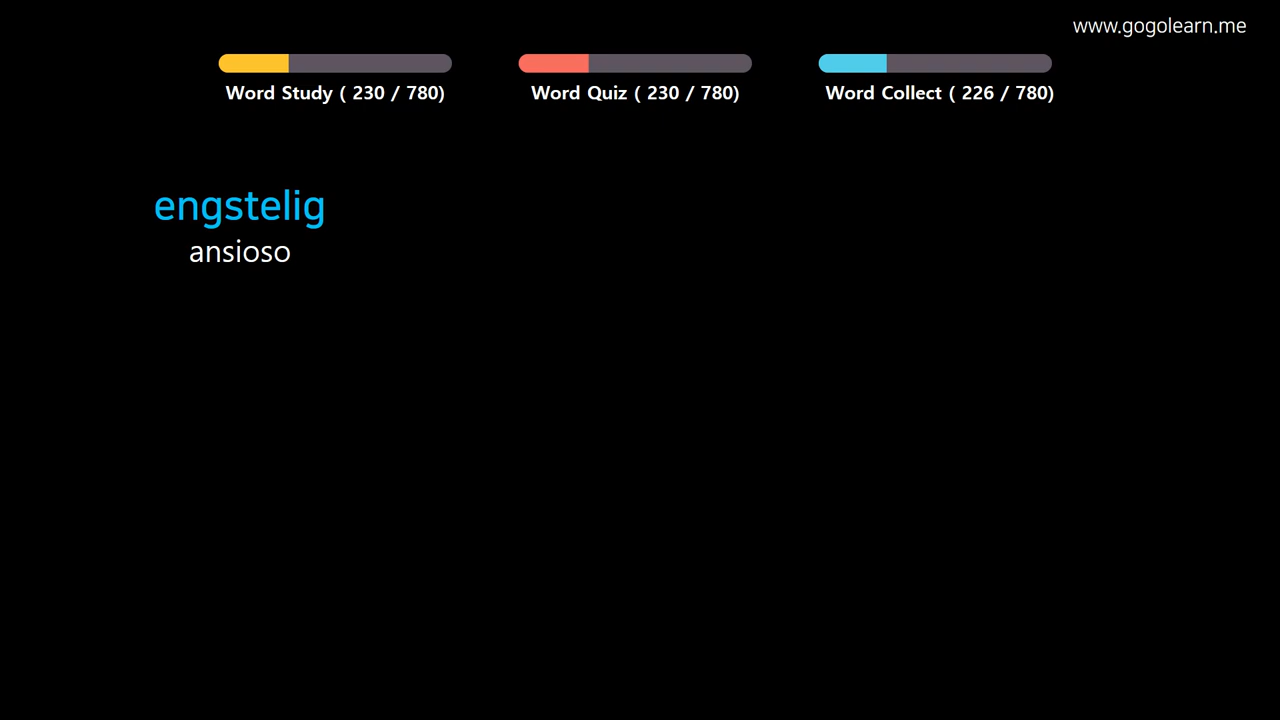 www.gogolearn.me
Word Study ( 230 / 780)
Word Quiz ( 230 / 780)
Word Collect ( 226 / 780)
engstelig
ansioso